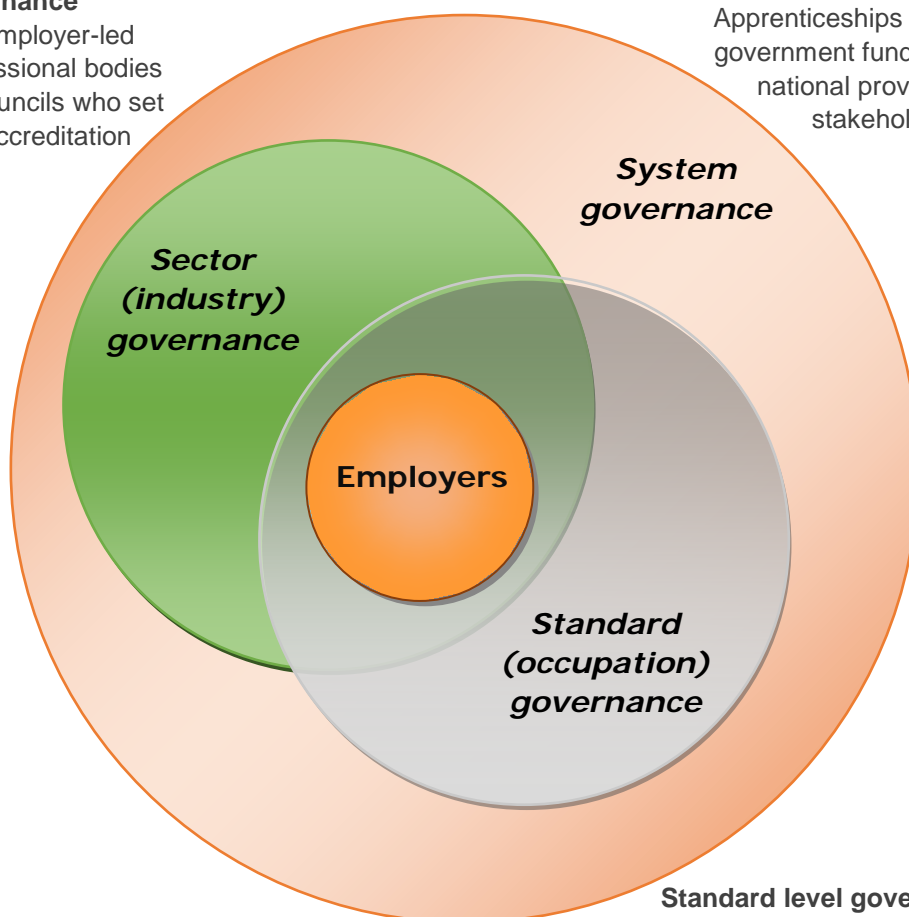 nance
mployer-led
ssional bodies
uncils who set
ccreditation
Apprenticeships
government fund
national prov
stakehol
System
governance
Sector
(industry)
governance
Employers
Standard
(occupation)
governance
Standard level gove